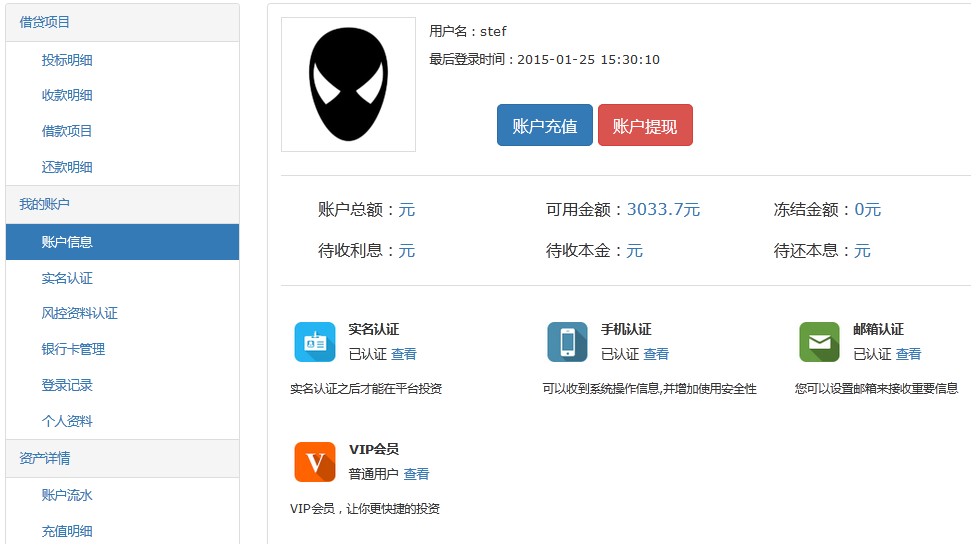 借贷项目
投标明细
收款明细
借款项目
还款明细
我的账户
账户信息
实名认证
风控资料认证
银行卡管理
登录记录
个人资料
资产详情
账户流水
充值明细
用户名：stef
最后登录时间：2015-01-25 15:30:10
账户充值 账户提现
账户总额：元 可用金额：3033.7元 冻结金额：0元
待收利息：元 待收本金：元 待还本息：元
实名认证
已认证 查看
实名认证之后才能在平台投资
手机认证
已认证 查看
可以收到系统操作信息,并增加使用安全性
邮箱认证
已认证 查看
您可以设置邮箱来接收重要信息
V
VIP会员
普通用户 查看
VIP会员，让你更快捷的投资